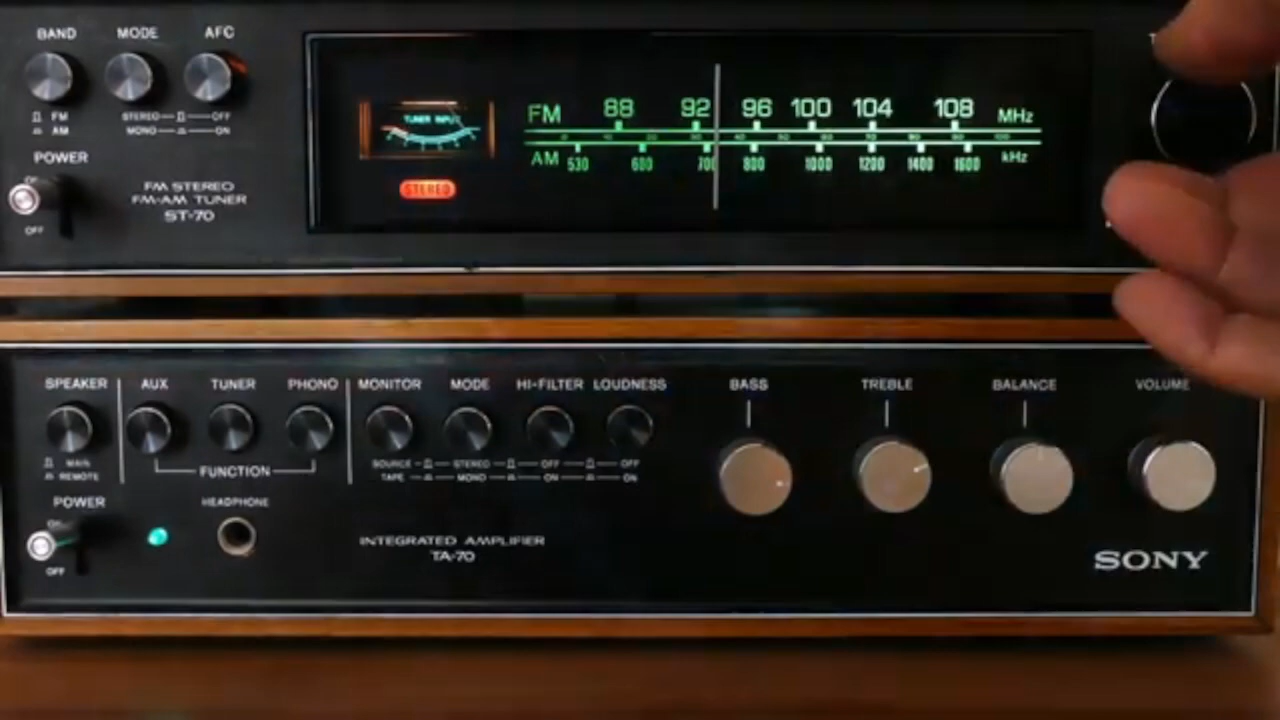 BAND MODE AFC
FM STEREO OFF
AM MONO ON
POWER
OFF
FM STEREO
FM-AM TUNER
ST-70
TUNER INPUT
STEREO
FM 88 92 96 100 104 108 MHz
AM 530 600 700 800 1000 1200 1400 1600 kHz
SPEAKER AUX TUNER PHONO MONITOR MODE HI-FILTER LOUDNESS BASS TREBLE BALANCE VOLUME
MAIN SOURCE STEREO OFF OFF
REMOTE FUNCTION TAPE MONO ON ON
POWER HEADPHONE
ON
OFF
INTEGRATED AMPLIFIER
TA-70
SONY